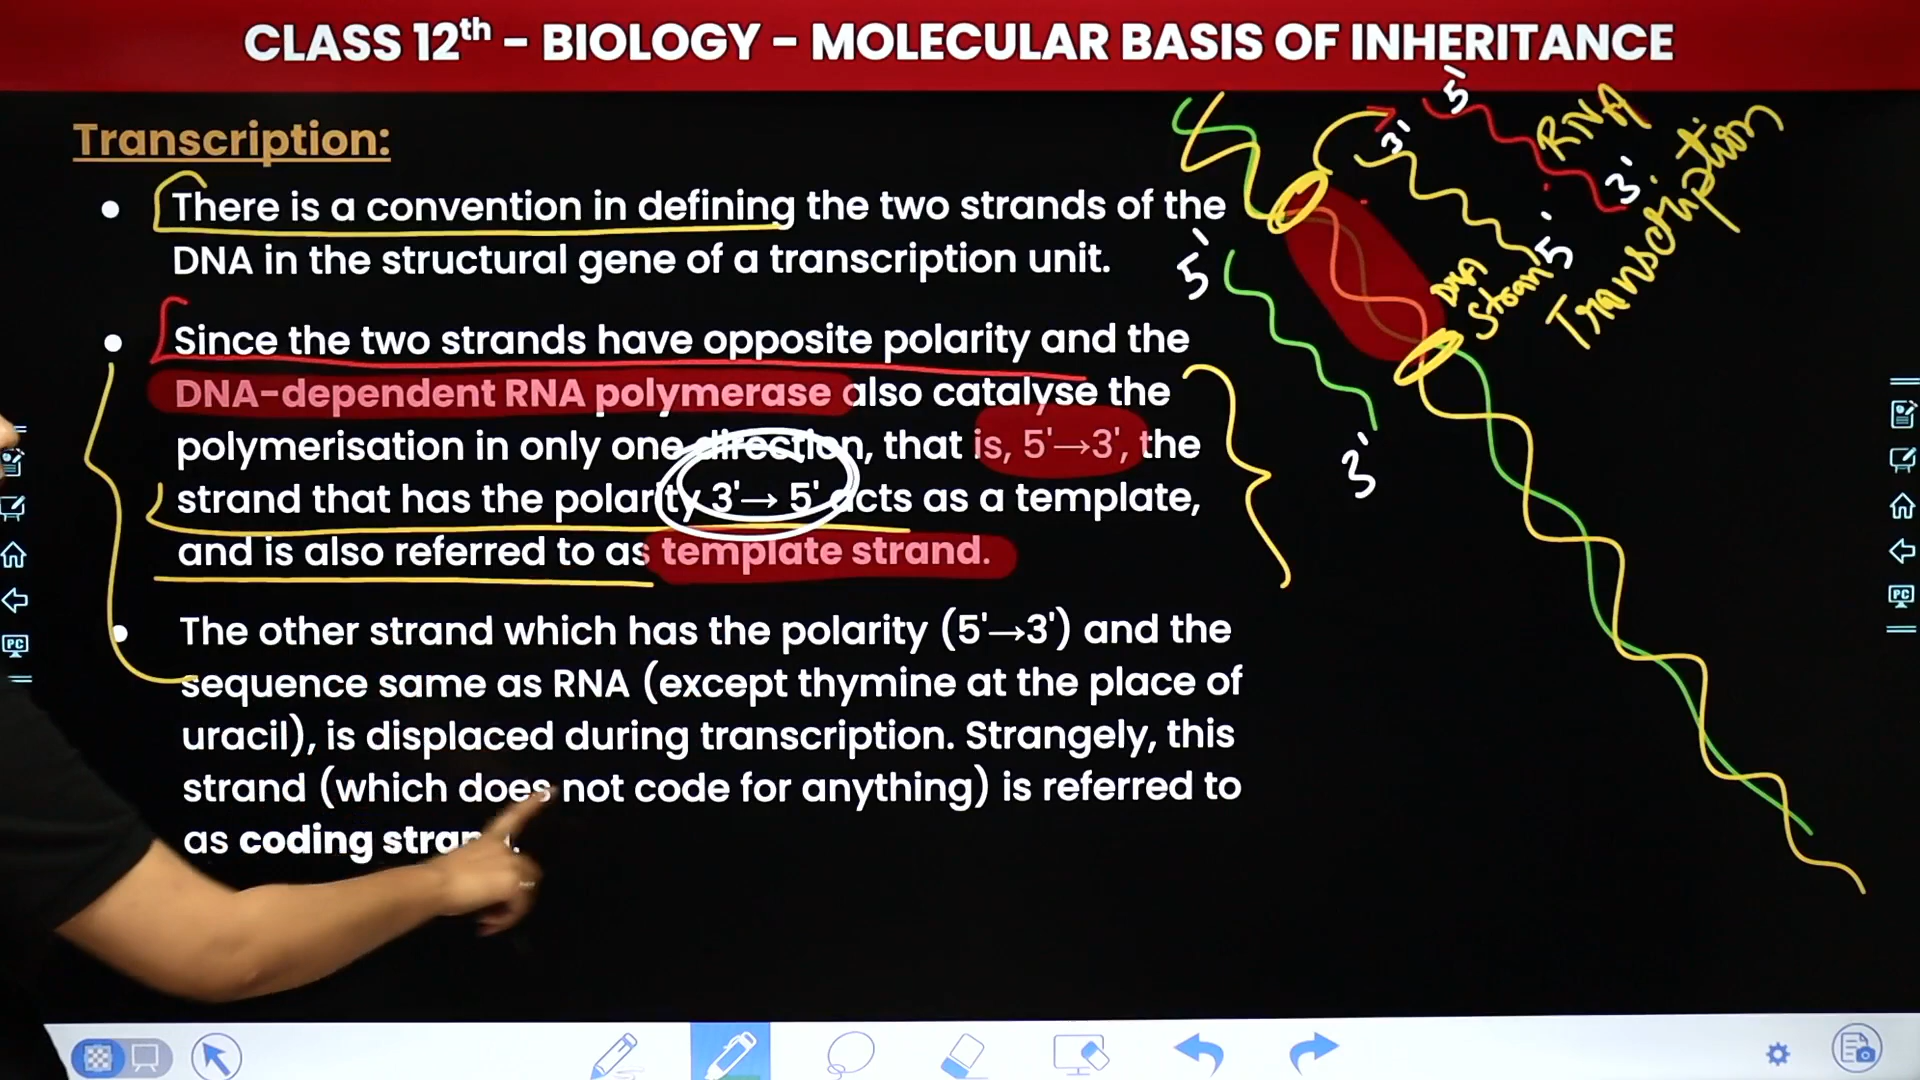 CLASS 12th - BIOLOGY - MOLECULAR BASIS OF INHERITANCE
Transcription:
• There is a convention in defining the two strands of the
DNA in the structural gene of a transcription unit.
• Since the two strands have opposite polarity and the
DNA-dependent RNA polymerase also catalyse the
polymerisation in only one direction, that is, 5'→3', the
strand that has the polarity 3'→ 5' acts as a template,
and is also referred to as template strand.
• The other strand which has the polarity (5'→3') and the
sequence same as RNA (except thymine at the place of
uracil), is displaced during transcription. Strangely, this
strand (which does not code for anything) is referred to
as coding strand.
5'
RNA
3'
3'
5'
DNA
Strand
Transcription
5'
3'
PC
PC